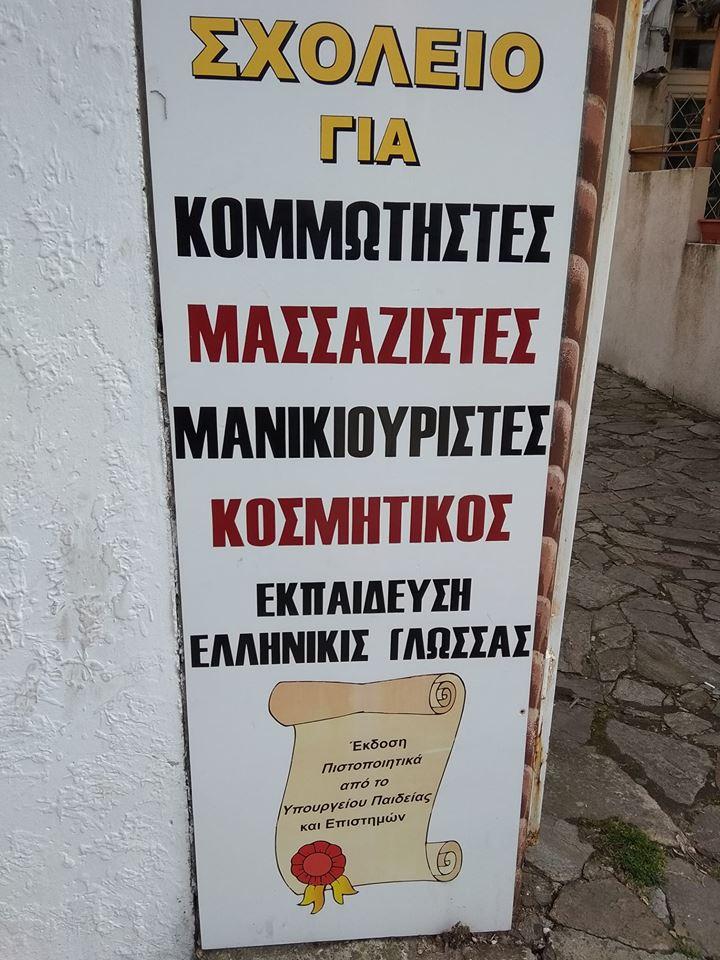 ΣΧΟΛΕΙΟ
ΓΙΑ
ΚΟΜΜΩΤΗΣΤΕΣ
ΜΑΣΣΑΖΙΣΤΕΣ
ΜΑΝΙΚΙΟΥΡΙΣΤΕΣ
ΚΟΣΜΗΤΙΚΟΣ
ΕΚΠΑΙΔΕΥΣΗ
ΕΛΛΗΝΙΚΙΣ ΓΛΩΣΣΑΣ
Έκδοση
Πιστοποιητικά
από το
Υπουργείου Παιδείας
και Επιστημών